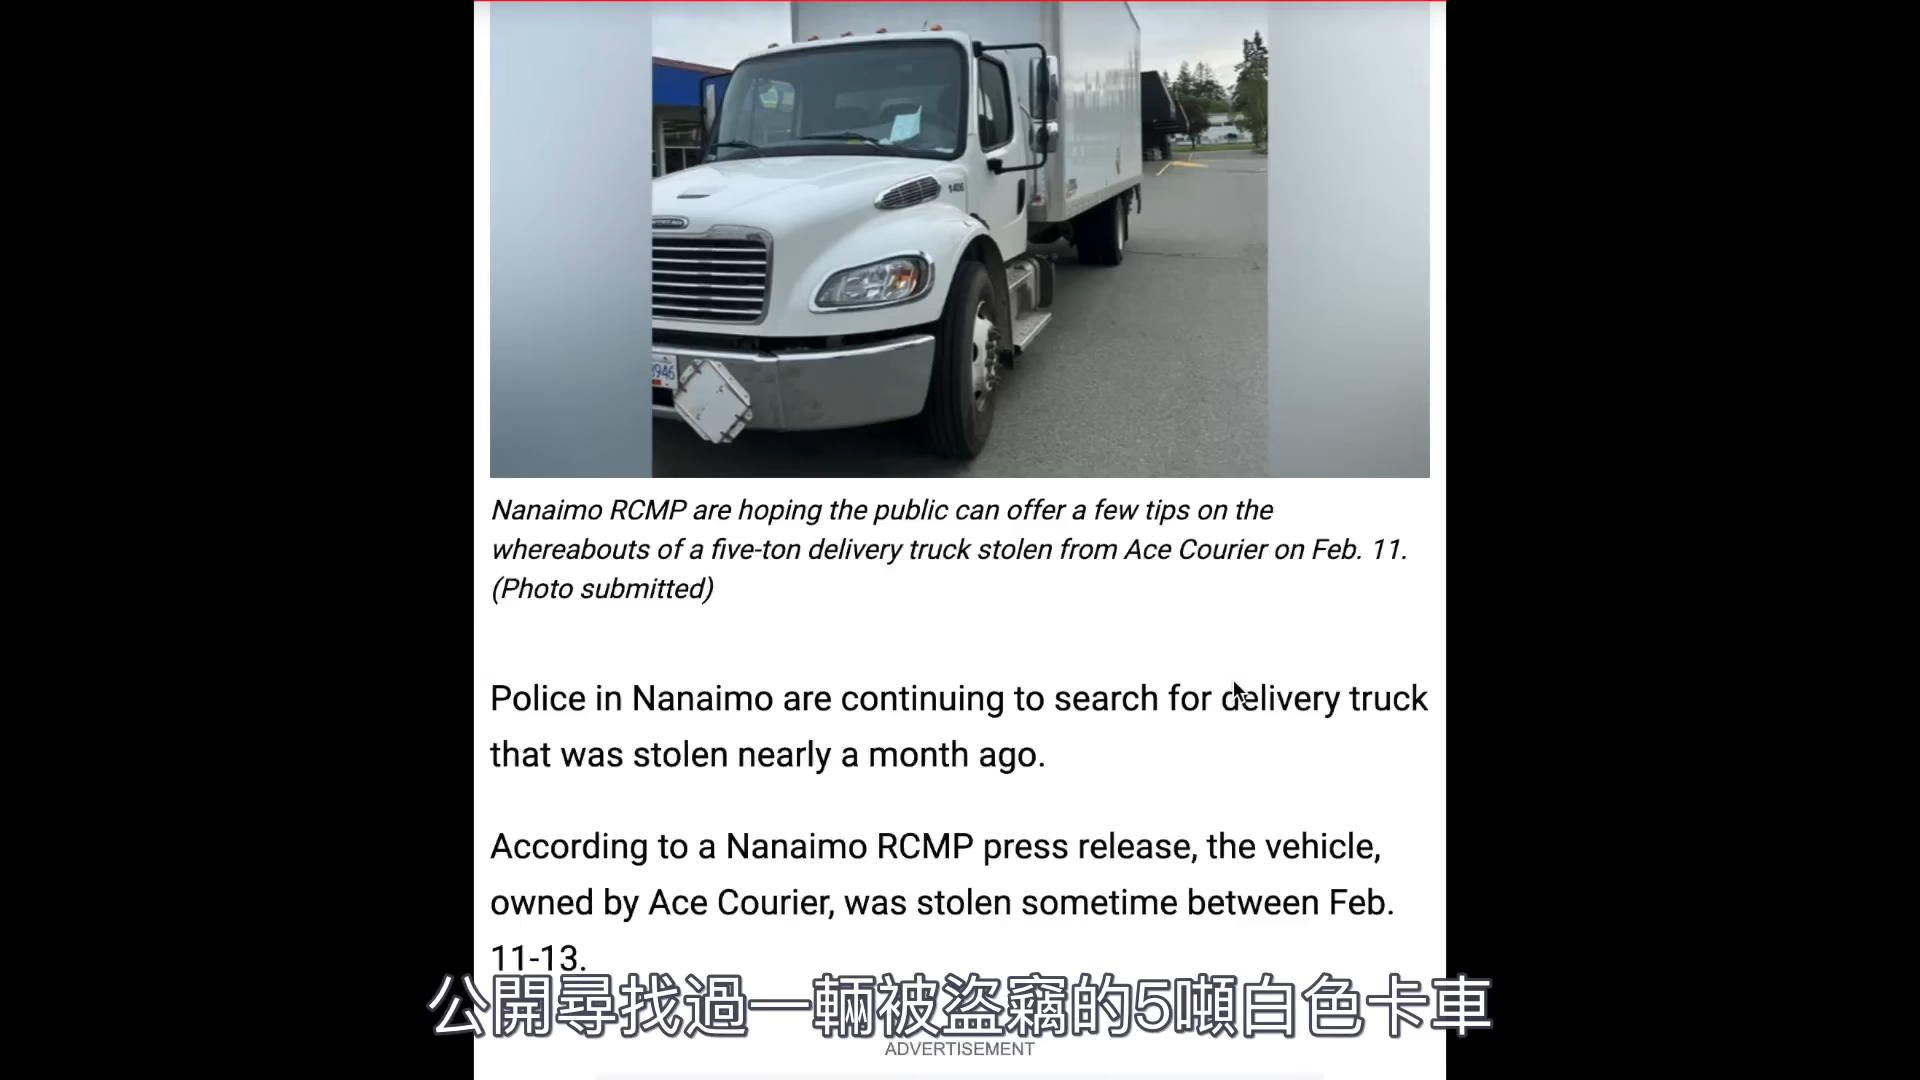 1406
946
Nanaimo RCMP are hoping the public can offer a few tips on the
whereabouts of a five-ton delivery truck stolen from Ace Courier on Feb. 11.
(Photo submitted)
Police in Nanaimo are continuing to search for delivery truck
that was stolen nearly a month ago.
According to a Nanaimo RCMP press release, the vehicle,
owned by Ace Courier, was stolen sometime between Feb.
11-13.
公開尋找過一輛被盜竊的5噸白色卡車
ADVERTISEMENT